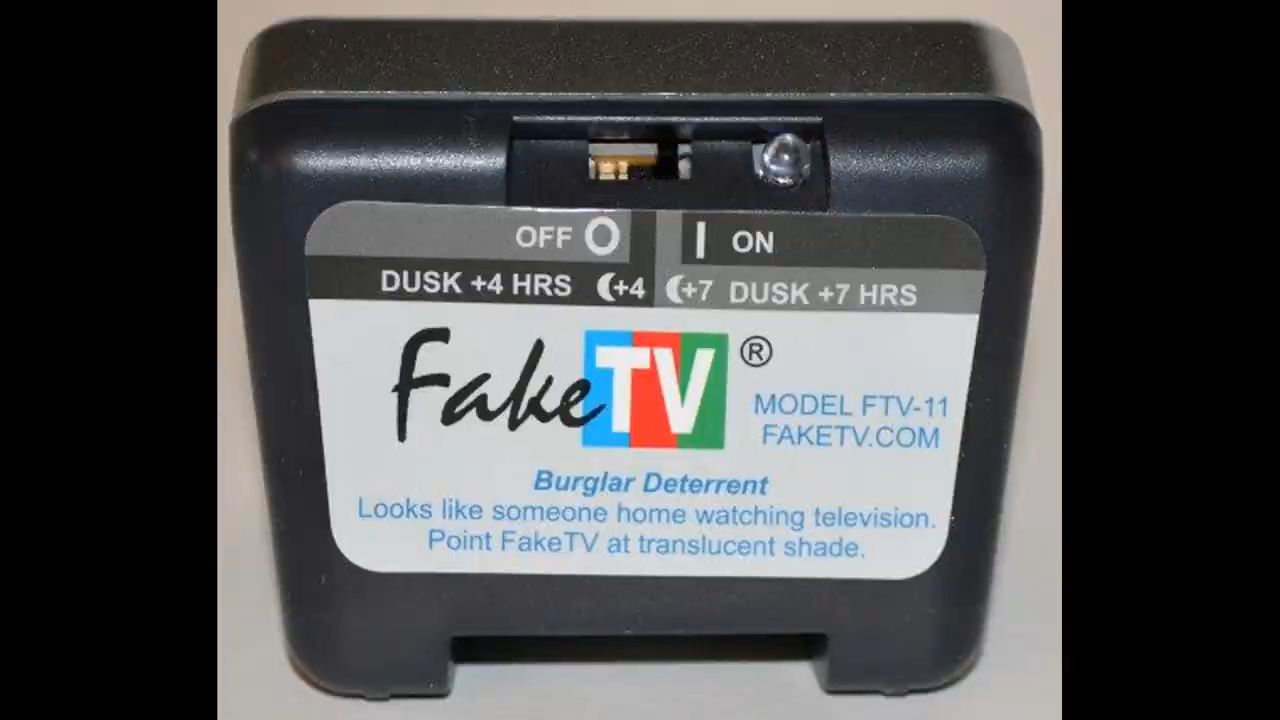 OFF O | ON
DUSK +4 HRS ☾+4 ☾+7 DUSK +7 HRS
FakeTV ®
MODEL FTV-11
FAKETV.COM
Burglar Deterrent
Looks like someone home watching television.
Point FakeTV at translucent shade.